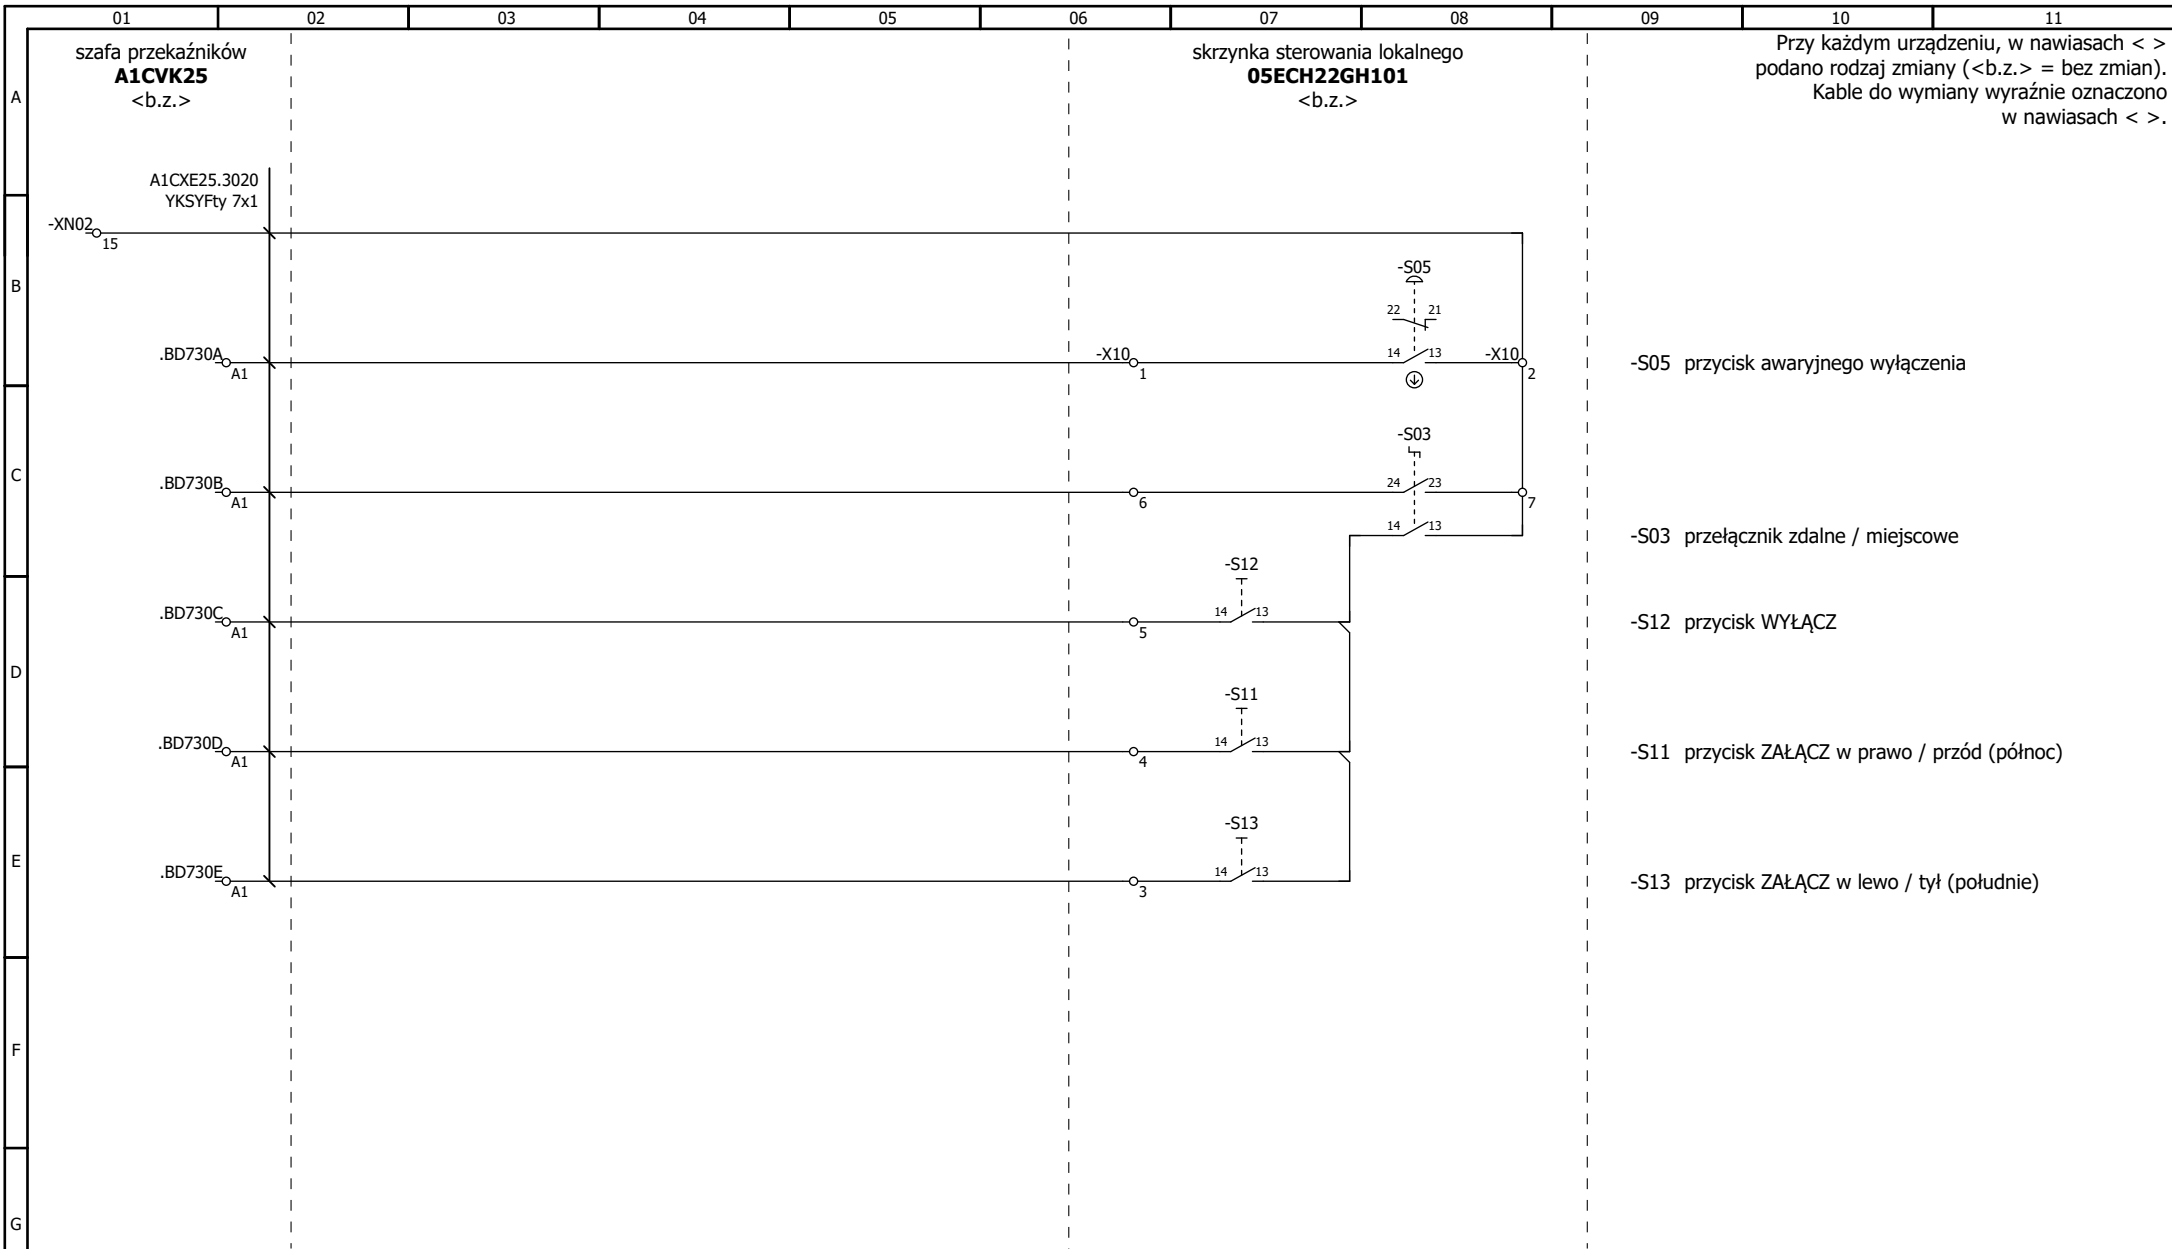 01 02 03 04 05 06 07 08 09 10 11
szafa przekaźników
A1CVK25
<b.z.>
skrzynka sterowania lokalnego
05ECH22GH101
<b.z.>
Przy każdym urządzeniu, w nawiasach < >
podano rodzaj zmiany (<b.z.> = bez zmian).
Kable do wymiany wyraźnie oznaczono
w nawiasach < >.
A
A1CXE25.3020
YKSYFty 7x1
-XN02
15
B
-S05
22 21
.BD730A -X10 14 13 -X10
A1 1 2
-S05 przycisk awaryjnego wyłączenia
-S03
C
.BD730B 24 23
A1 6 7
14 13
-S03 przełącznik zdalne / miejscowe
-S12
.BD730C 14 13
A1 5
-S12 przycisk WYŁĄCZ
D
-S11
.BD730D 14 13
A1 4
-S11 przycisk ZAŁĄCZ w prawo / przód (północ)
-S13
E
.BD730E 14 13
A1 3
-S13 przycisk ZAŁĄCZ w lewo / tył (południe)
F
G